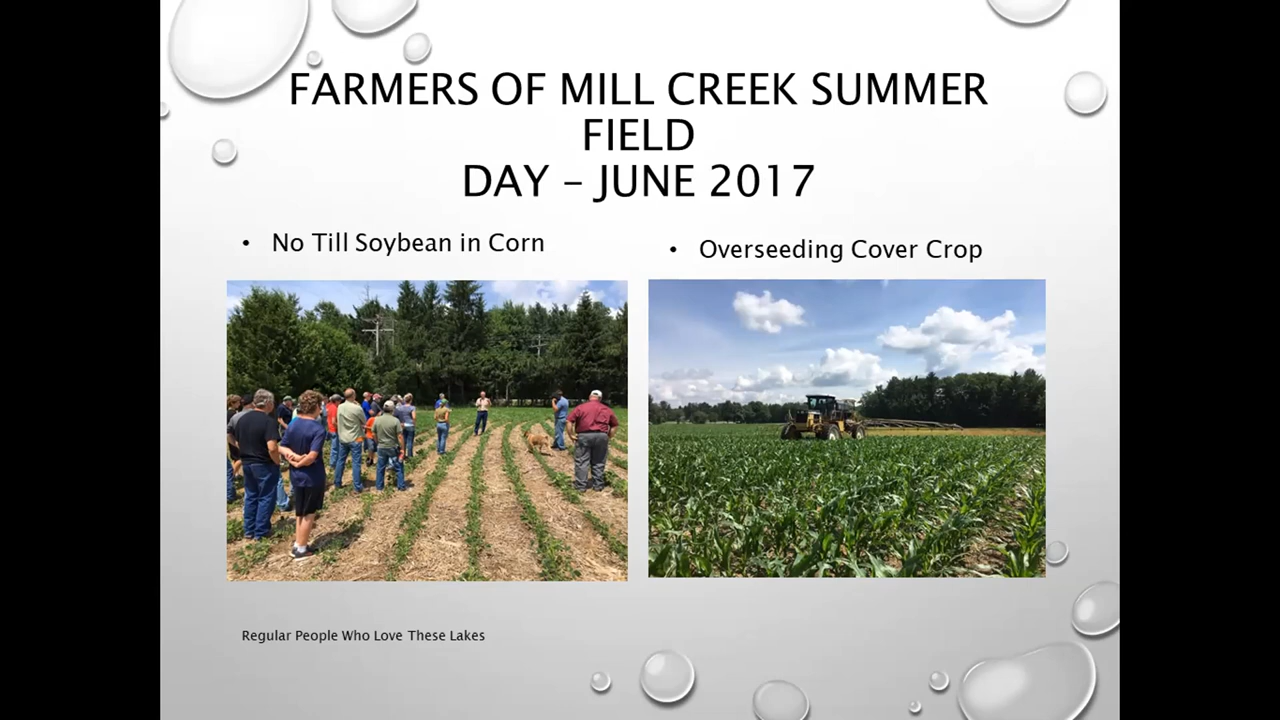 FARMERS OF MILL CREEK SUMMER
FIELD
DAY – JUNE 2017
• No Till Soybean in Corn
• Overseeding Cover Crop
Regular People Who Love These Lakes